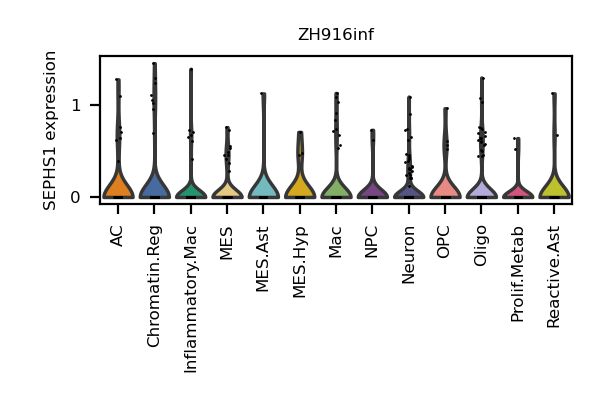 ZH916inf
SEPHS1 expression
1
0
AC
Chromatin.Reg
Inflammatory.Mac
MES
MES.Ast
MES.Hyp
Mac
NPC
Neuron
OPC
Oligo
Prolif.Metab
Reactive.Ast